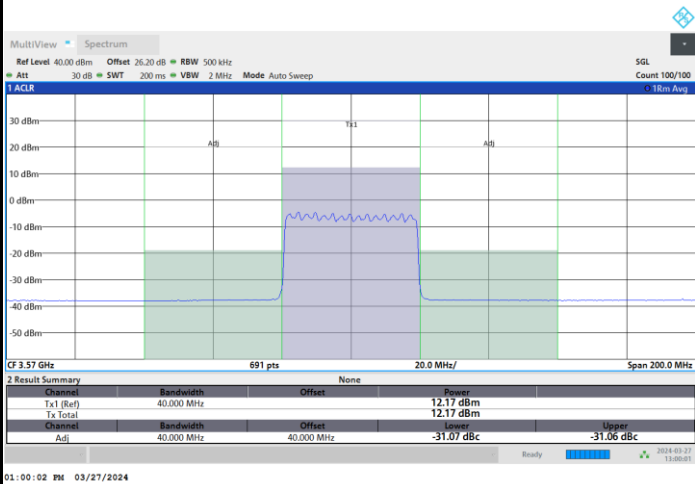 MultiView Spectrum
Ref Level 40.00 dBm Offset 26.20 dB RBW 500 kHz SGL
Att 30 dB SWT 200 ms VBW 2 MHz Mode Auto Sweep Count 100/100
1 ACLR 1Rm Avg
30 dBm
Tx1
20 dBm
Adj Adj
10 dBm
0 dBm
-10 dBm
-20 dBm
-30 dBm
-40 dBm
-50 dBm
CF 3.57 GHz 691 pts 20.0 MHz/ Span 200.0 MHz
2 Result Summary None
Channel Bandwidth Offset Power
Tx1 (Ref) 40.000 MHz 12.17 dBm
Tx Total 12.17 dBm
Channel Bandwidth Offset Lower Upper
Adj 40.000 MHz 40.000 MHz -31.07 dBc -31.06 dBc
Ready 2024-03-27
13:00:01
01:00:02 PM 03/27/2024